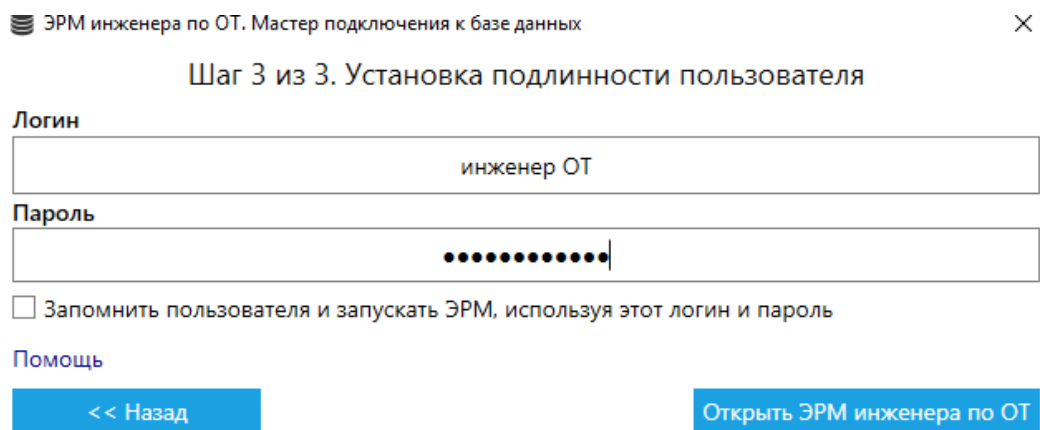 ЭРМ инженера по ОТ. Мастер подключения к базе данных
Шаг 3 из 3. Установка подлинности пользователя
Логин
инженер ОТ
Пароль
••••••••••••
Запомнить пользователя и запускать ЭРМ, используя этот логин и пароль
Помощь
<< Назад
Открыть ЭРМ инженера по ОТ